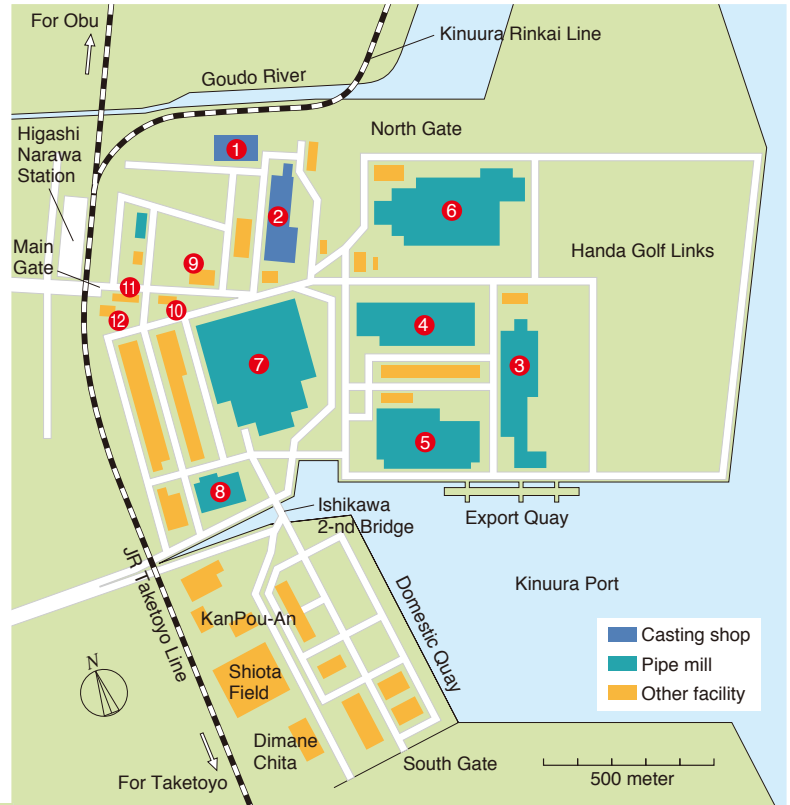 For Obu
Kinuura Rinkai Line
Goudo River
North Gate
Higashi
Narawa
Station
1
2
6
Main
Gate
9
Handa Golf Links
11
10
12
4
7
3
5
8
Ishikawa
2-nd Bridge
Export Quay
JR Taketoyo Line
Kinuura Port
KanPou-An
Domestic Quay
Casting shop
Pipe mill
Other facility
N
Shiota
Field
Dimane
Chita
South Gate
For Taketoyo
500 meter